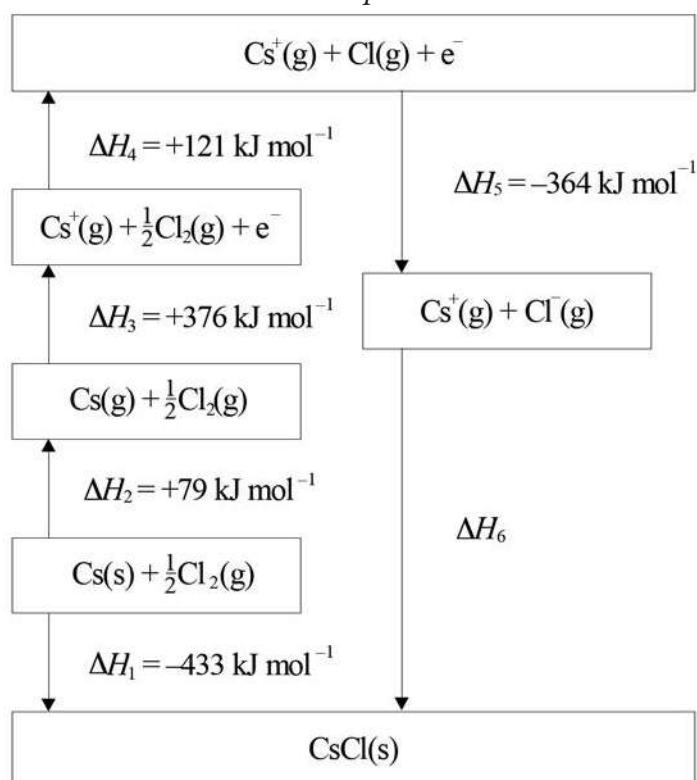 Cs⁺(g) + Cl(g) + e⁻
ΔH₄ = +121 kJ mol⁻¹
ΔH₅ = –364 kJ mol⁻¹
Cs⁺(g) + ½Cl₂(g) + e⁻
ΔH₃ = +376 kJ mol⁻¹
Cs⁺(g) + Cl⁻(g)
Cs(g) + ½Cl₂(g)
ΔH₂ = +79 kJ mol⁻¹
ΔH₆
Cs(s) + ½Cl₂(g)
ΔH₁ = –433 kJ mol⁻¹
CsCl(s)